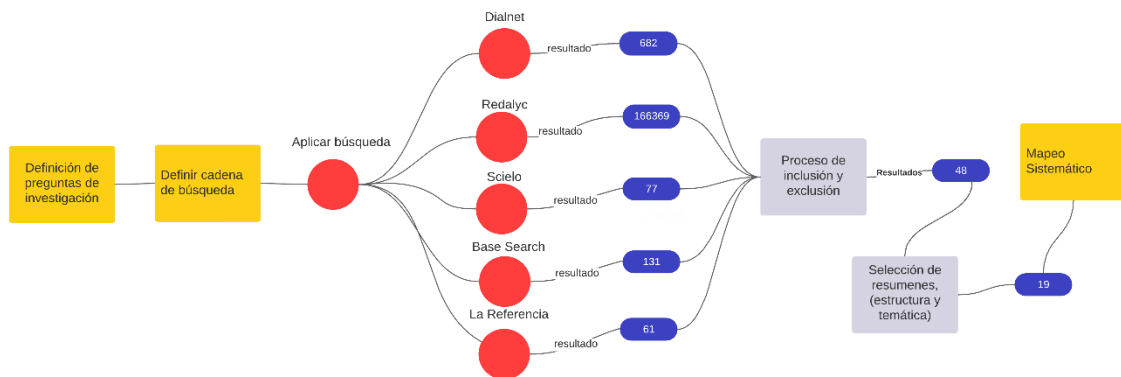 Definición de
preguntas de
investigación
Definir cadena
de búsqueda
Aplicar búsqueda
Dialnet
resultado
682
Redalyc
resultado
166369
Scielo
resultado
77
Base Search
resultado
131
La Referencia
resultado
61
Proceso de
inclusión y
exclusión
Resultados
48
Selección de
resumenes,
(estructura y
temática)
19
Mapeo
Sistemático